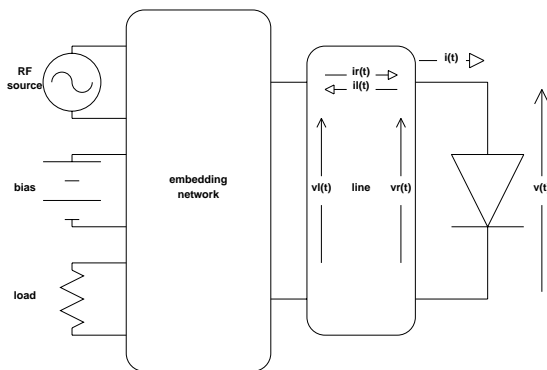 RF
source
bias
load
embedding
network
ir(t)
il(t)
vl(t)
line
vr(t)
i(t)
v(t